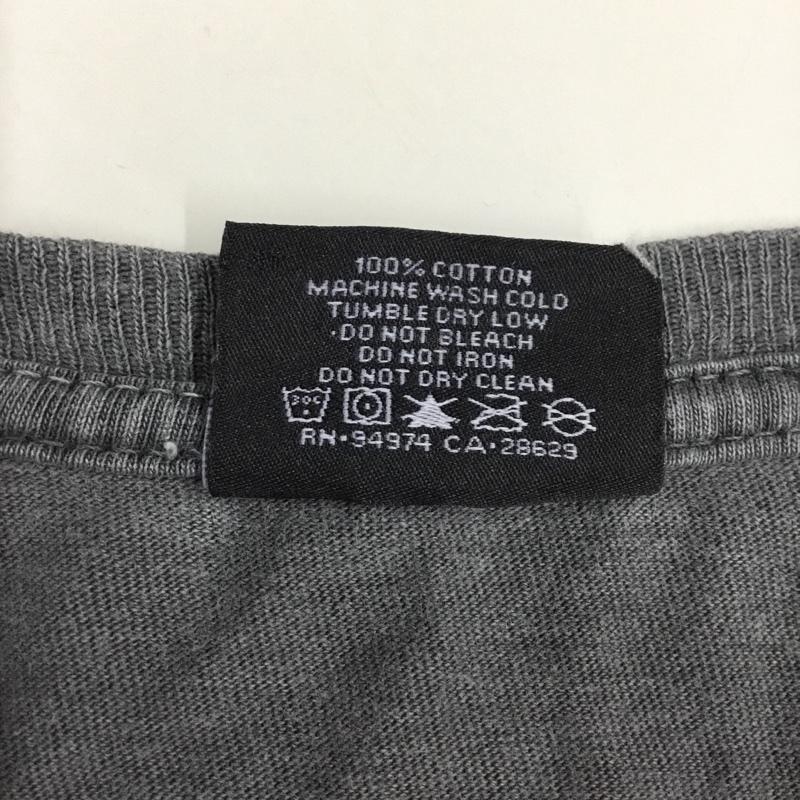 100% COTTON
MACHINE WASH COLD
TUMBLE DRY LOW
·DO NOT BLEACH
DO NOT IRON
DO NOT DRY CLEAN
30C
RN·94974 CA·28629